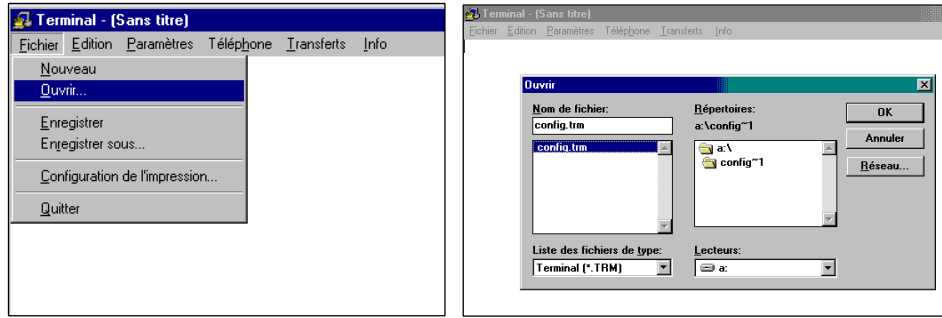 Terminal - (Sans titre)
Fichier Edition Paramètres Téléphone Transferts Info
Nouveau
Ouvrir...
Enregistrer
Enregistrer sous...
Configuration de l'impression...
Quitter
Terminal - (Sans titre)
Fichier Edition Paramètres Téléphone Transferts Info
Ouvrir
Nom de fichier:
config.trm
config.trm
Répertoires:
a:\config~1
a:\
config~1
OK
Annuler
Réseau...
Liste des fichiers de type:
Terminal (*.TRM)
Lecteurs:
a: